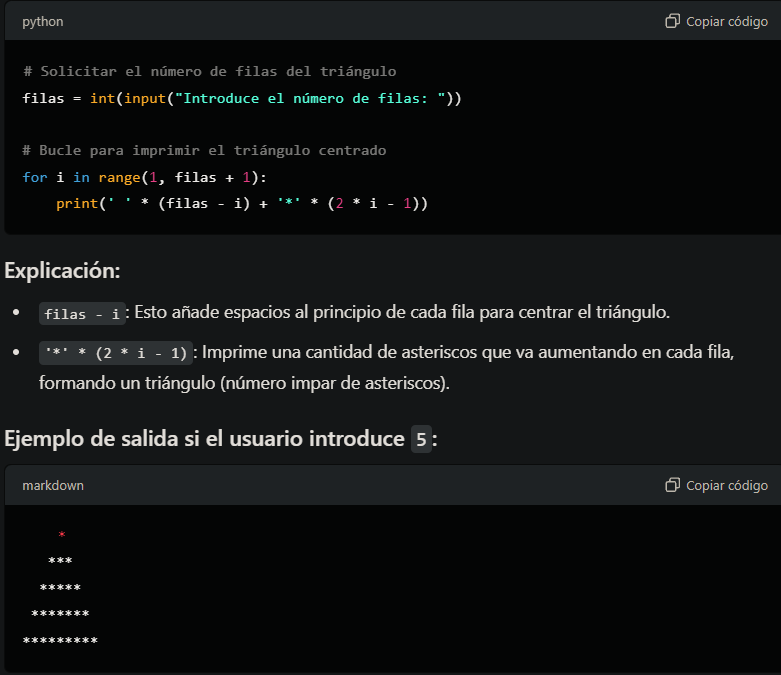 python
Copiar código
# Solicitar el número de filas del triángulo
filas = int(input("Introduce el número de filas: "))
# Bucle para imprimir el triángulo centrado
for i in range(1, filas + 1):
    print(' ' * (filas - i) + '*' * (2 * i - 1))
Explicación:
• filas - i: Esto añade espacios al principio de cada fila para centrar el triángulo.
• '*' * (2 * i - 1): Imprime una cantidad de asteriscos que va aumentando en cada fila,
formando un triángulo (número impar de asteriscos).
Ejemplo de salida si el usuario introduce 5:
markdown
Copiar código
    *
   ***
  *****
 *******
*********